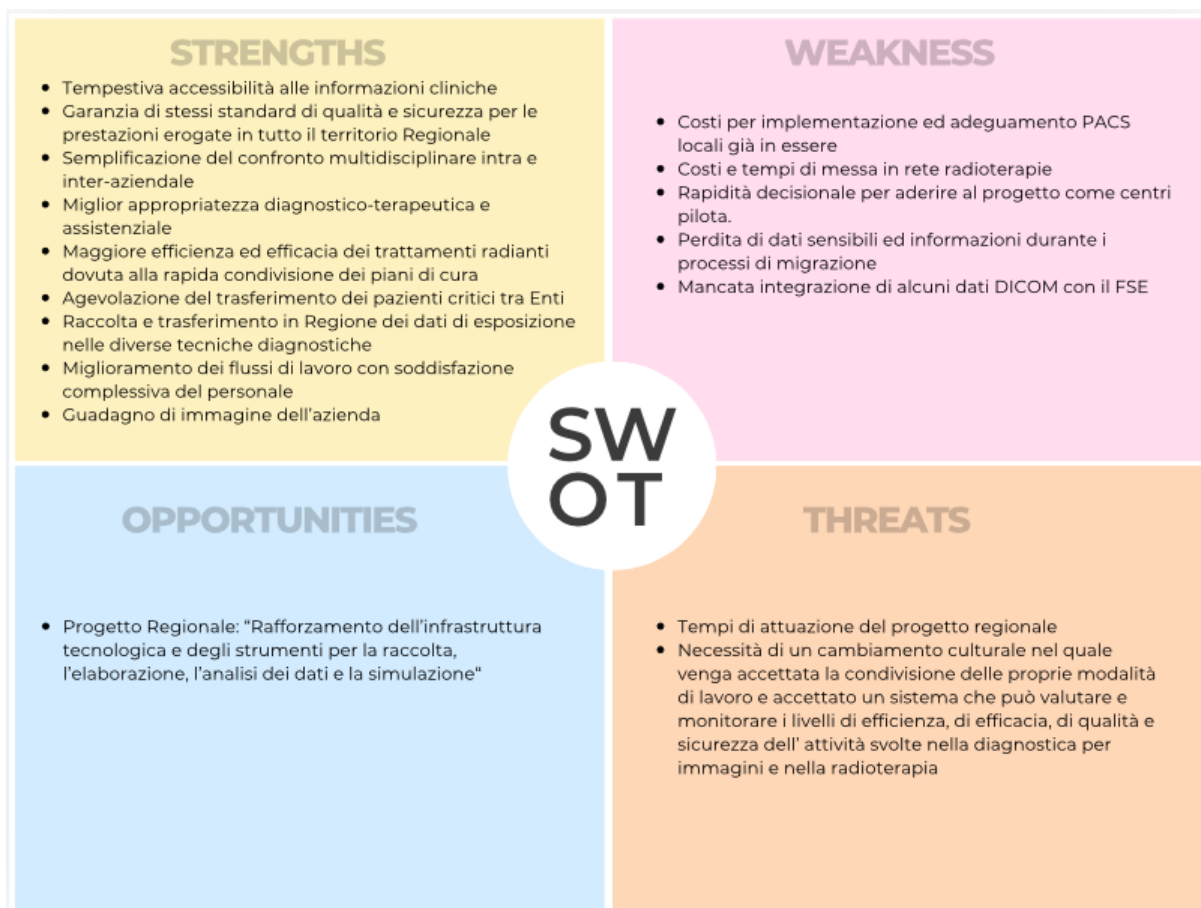 STRENGTHS
• Tempestiva accessibilità alle informazioni cliniche
• Garanzia di stessi standard di qualità e sicurezza per le
prestazioni erogate in tutto il territorio Regionale
• Semplificazione del confronto multidisciplinare intra e
inter-aziendale
• Miglior appropriatezza diagnostico-terapeutica e
assistenziale
• Maggiore efficienza ed efficacia dei trattamenti radianti
dovuta alla rapida condivisione dei piani di cura
• Agevolazione del trasferimento dei pazienti critici tra Enti
• Raccolta e trasferimento in Regione dei dati di esposizione
nelle diverse tecniche diagnostiche
• Miglioramento dei flussi di lavoro con soddisfazione
complessiva del personale
• Guadagno di immagine dell'azienda
WEAKNESS
• Costi per implementazione ed adeguamento PACS
locali già in essere
• Costi e tempi di messa in rete radioterapie
• Rapidità decisionale per aderire al progetto come centri
pilota.
• Perdita di dati sensibili ed informazioni durante i
processi di migrazione
• Mancata integrazione di alcuni dati DICOM con il FSE
SW
OT
OPPORTUNITIES
• Progetto Regionale: “Rafforzamento dell'infrastruttura
tecnologica e degli strumenti per la raccolta,
l'elaborazione, l'analisi dei dati e la simulazione“
THREATS
• Tempi di attuazione del progetto regionale
• Necessità di un cambiamento culturale nel quale
venga accettata la condivisione delle proprie modalità
di lavoro e accettato un sistema che può valutare e
monitorare i livelli di efficienza, di efficacia, di qualità e
sicurezza dell' attività svolte nella diagnostica per
immagini e nella radioterapia